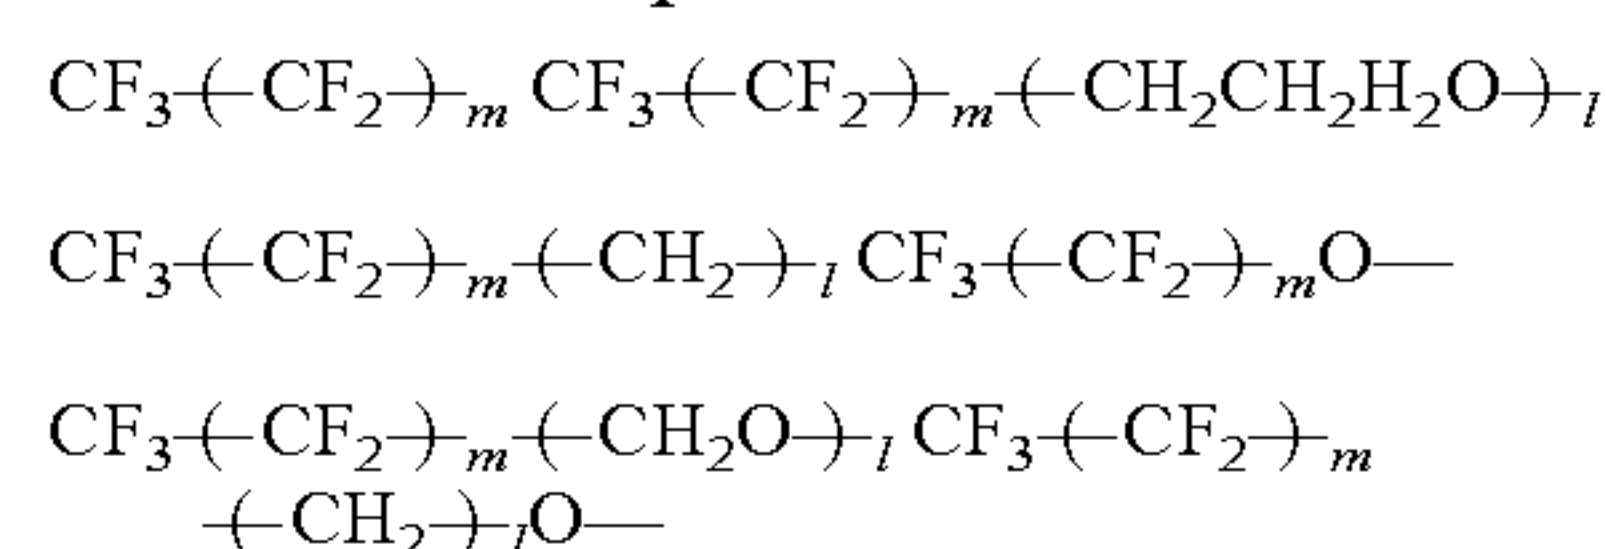 CF₃-(-CF₂-)-ₘ CF₃-(-CF₂-)-ₘ-(-CH₂CH₂H₂O-)-ₗ
CF₃-(-CF₂-)-ₘ-(-CH₂-)-ₗ CF₃-(-CF₂-)-ₘO—
CF₃-(-CF₂-)-ₘ-(-CH₂O-)-ₗ CF₃-(-CF₂-)-ₘ
-(-CH₂-)-ₗO—